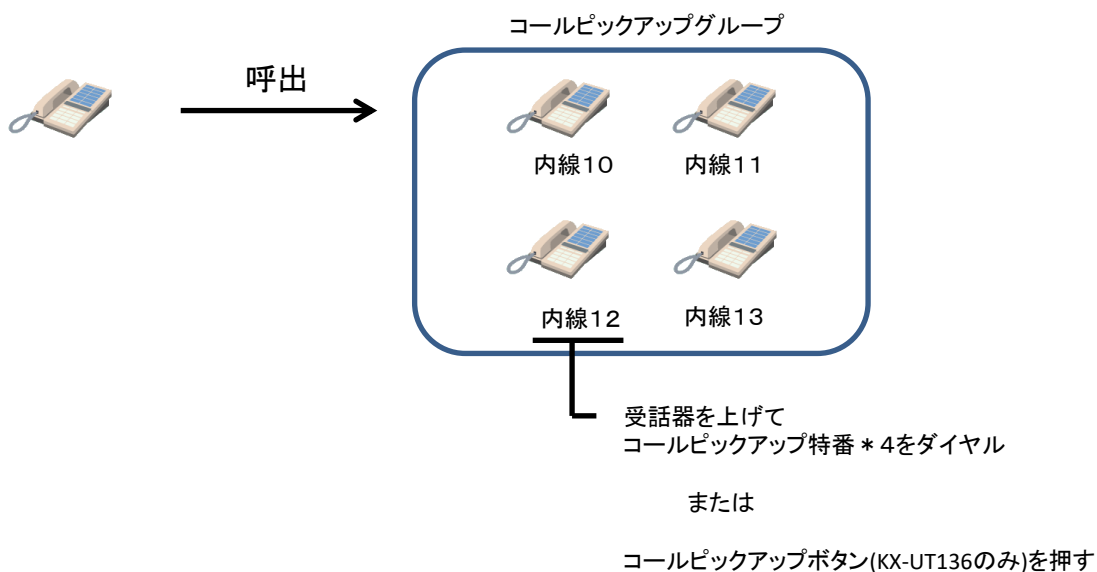 コールピックアップグループ
呼出
内線１０
内線１１
内線１２
内線１３
受話器を上げて
コールピックアップ特番＊４をダイヤル
または
コールピックアップボタン(KX-UT136のみ)を押す